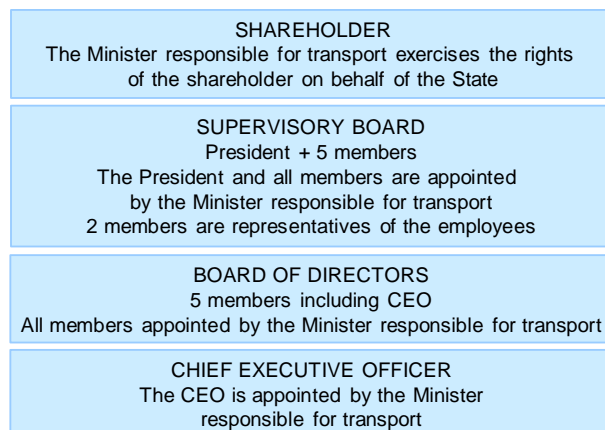 SHAREHOLDER
The Minister responsible for transport exercises the rights
of the shareholder on behalf of the State
SUPERVISORY BOARD
President + 5 members
The President and all members are appointed
by the Minister responsible for transport
2 members are representatives of the employees
BOARD OF DIRECTORS
5 members including CEO
All members appointed by the Minister responsible for transport
CHIEF EXECUTIVE OFFICER
The CEO is appointed by the Minister
responsible for transport